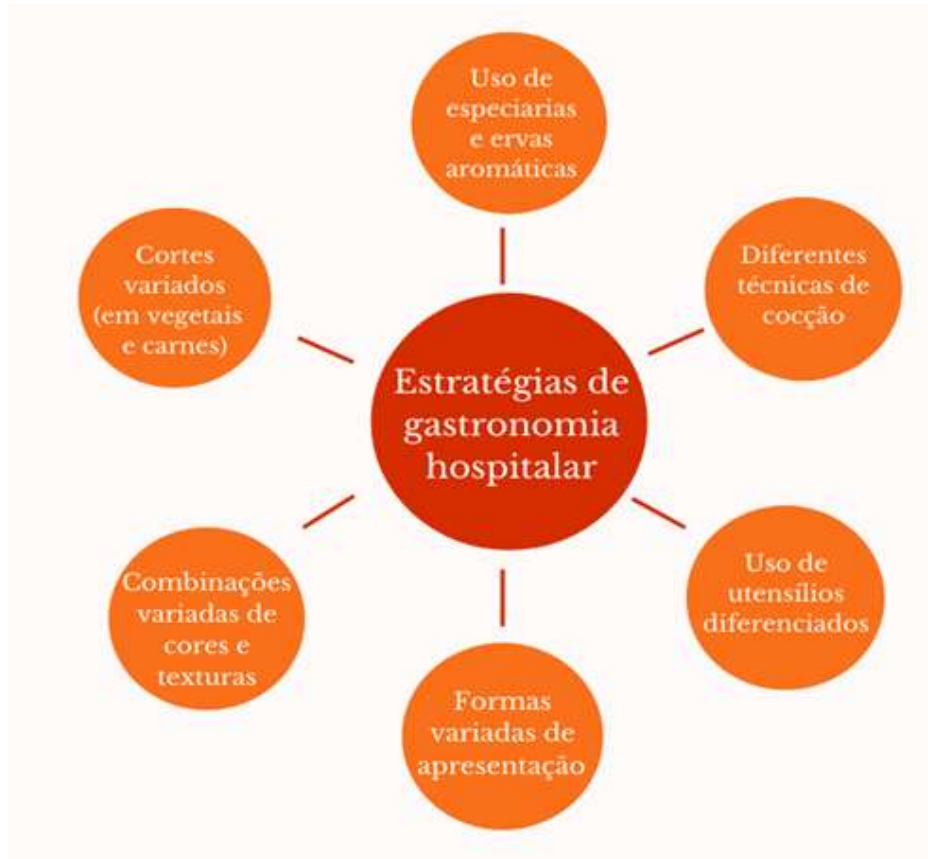 Uso de
especiarias
e ervas
aromáticas
Cortes
variados
(em vegetais
e carnes)
Diferentes
técnicas de
cocção
Estratégias de
gastronomia
hospitalar
Combinações
variadas de
cores e
texturas
Uso de
utensílios
diferenciados
Formas
variadas de
apresentação